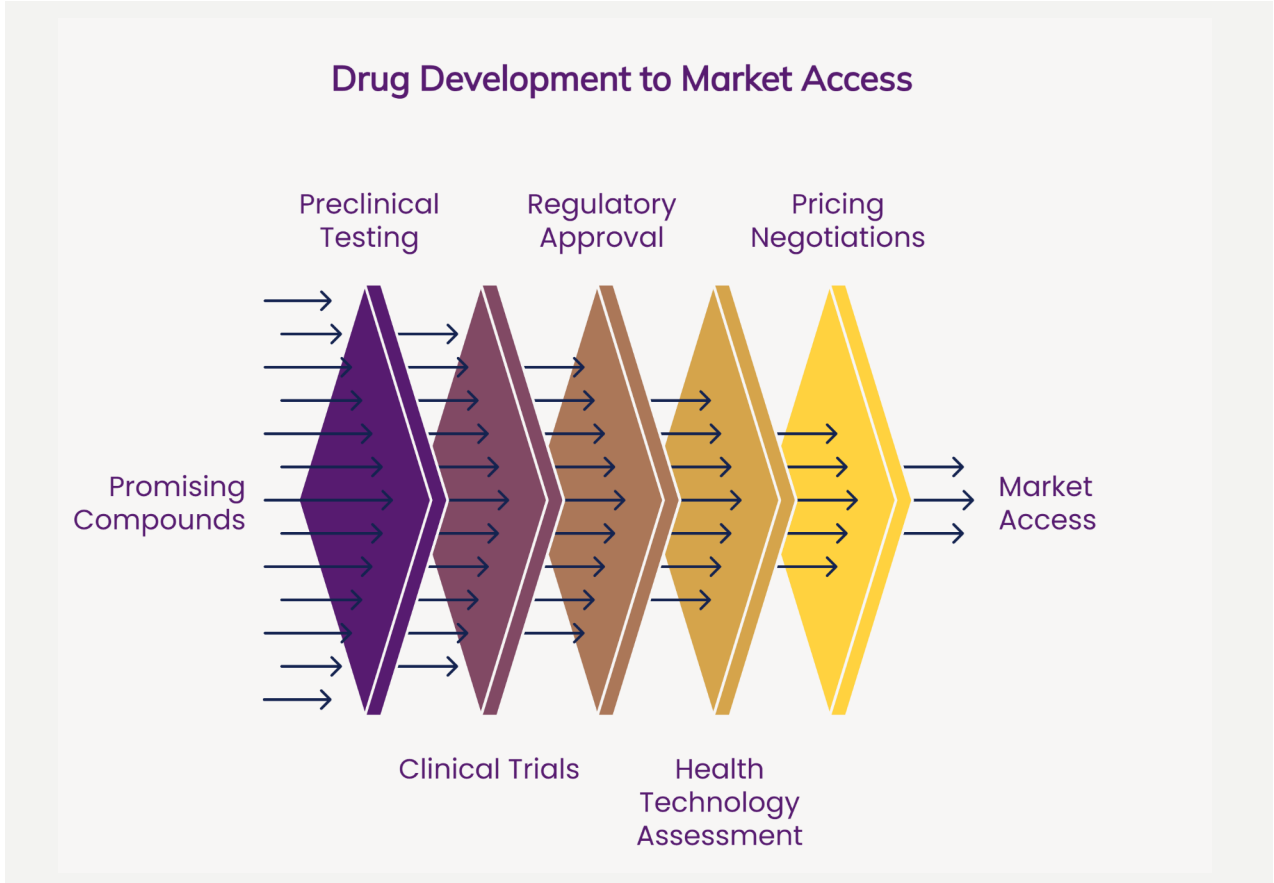 Drug Development to Market Access
Preclinical
Testing
Regulatory
Approval
Pricing
Negotiations
Promising
Compounds
Market
Access
Clinical Trials
Health
Technology
Assessment